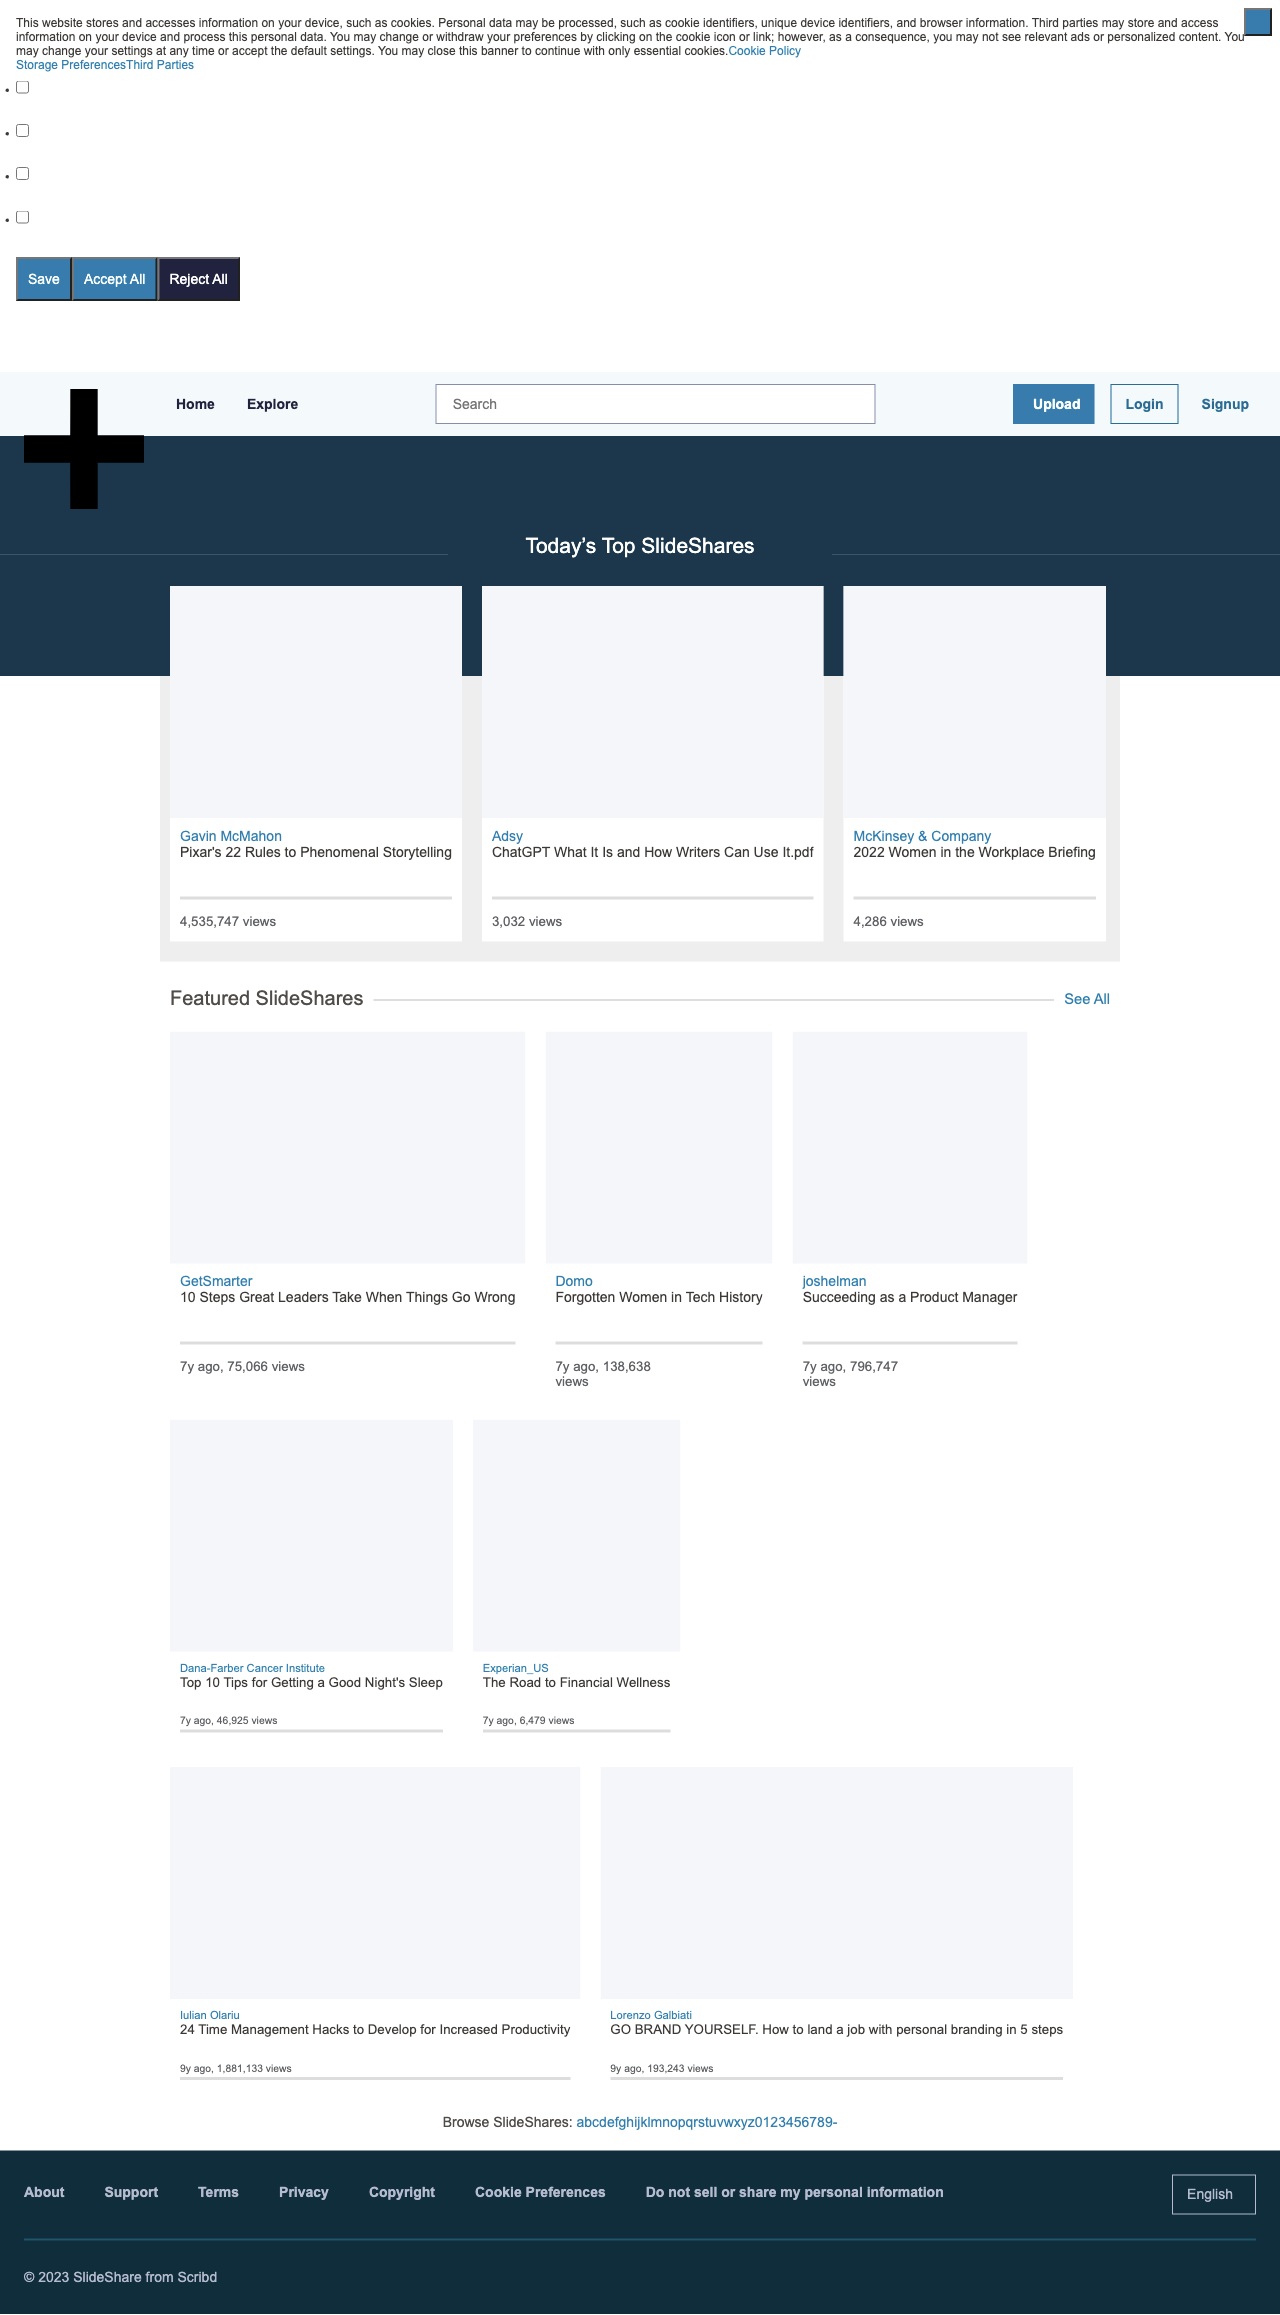 This website stores and accesses information on your device, such as cookies. Personal data may be processed, such as cookie identifiers, unique device identifiers, and browser information. Third parties may store and access
information on your device and process this personal data. You may change or withdraw your preferences by clicking on the cookie icon or link; however, as a consequence, you may not see relevant ads or personalized content. You
may change your settings at any time or accept the default settings. You may close this banner to continue with only essential cookies.Cookie Policy
Storage PreferencesThird Parties
Save Accept All Reject All
Home Explore Search Upload Login Signup
Today’s Top SlideShares
Gavin McMahon Adsy McKinsey & Company
Pixar's 22 Rules to Phenomenal Storytelling ChatGPT What It Is and How Writers Can Use It.pdf 2022 Women in the Workplace Briefing
4,535,747 views 3,032 views 4,286 views
Featured SlideShares See All
GetSmarter Domo joshelman
10 Steps Great Leaders Take When Things Go Wrong Forgotten Women in Tech History Succeeding as a Product Manager
7y ago, 75,066 views 7y ago, 138,638 7y ago, 796,747
views views
Dana-Farber Cancer Institute Experian_US
Top 10 Tips for Getting a Good Night's Sleep The Road to Financial Wellness
7y ago, 46,925 views 7y ago, 6,479 views
Iulian Olariu Lorenzo Galbiati
24 Time Management Hacks to Develop for Increased Productivity GO BRAND YOURSELF. How to land a job with personal branding in 5 steps
9y ago, 1,881,133 views 9y ago, 193,243 views
Browse SlideShares: abcdefghijklmnopqrstuvwxyz0123456789-
About Support Terms Privacy Copyright Cookie Preferences Do not sell or share my personal information English
© 2023 SlideShare from Scribd